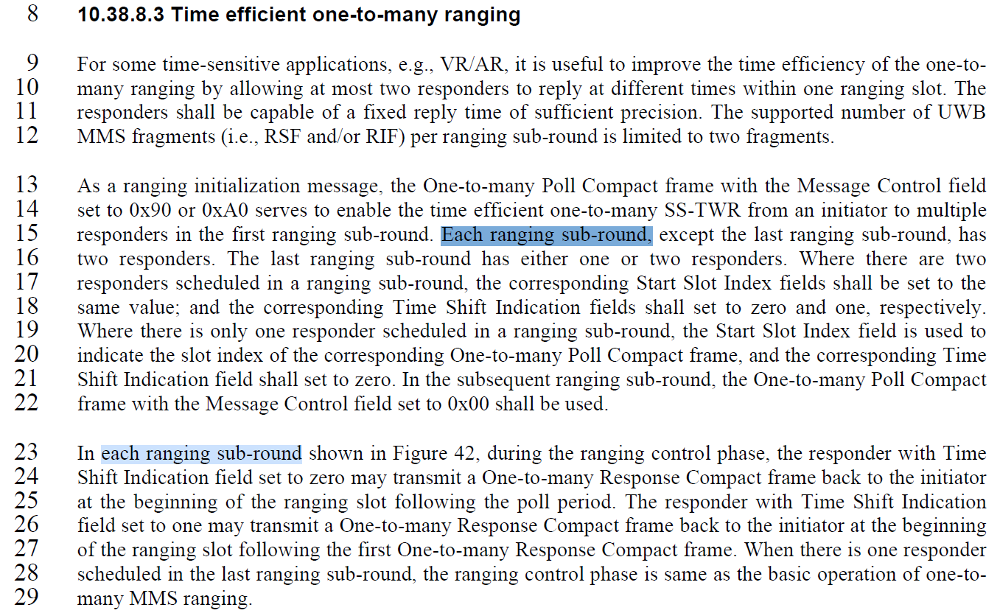 8 10.38.8.3 Time efficient one-to-many ranging
9 For some time-sensitive applications, e.g., VR/AR, it is useful to improve the time efficiency of the one-to-
10 many ranging by allowing at most two responders to reply at different times within one ranging slot. The
11 responders shall be capable of a fixed reply time of sufficient precision. The supported number of UWB
12 MMS fragments (i.e., RSF and/or RIF) per ranging sub-round is limited to two fragments.
13 As a ranging initialization message, the One-to-many Poll Compact frame with the Message Control field
14 set to 0x90 or 0xA0 serves to enable the time efficient one-to-many SS-TWR from an initiator to multiple
15 responders in the first ranging sub-round. Each ranging sub-round, except the last ranging sub-round, has
16 two responders. The last ranging sub-round has either one or two responders. Where there are two
17 responders scheduled in a ranging sub-round, the corresponding Start Slot Index fields shall be set to the
18 same value; and the corresponding Time Shift Indication fields shall set to zero and one, respectively.
19 Where there is only one responder scheduled in a ranging sub-round, the Start Slot Index field is used to
20 indicate the slot index of the corresponding One-to-many Poll Compact frame, and the corresponding Time
21 Shift Indication field shall set to zero. In the subsequent ranging sub-round, the One-to-many Poll Compact
22 frame with the Message Control field set to 0x00 shall be used.
23 In each ranging sub-round shown in Figure 42, during the ranging control phase, the responder with Time
24 Shift Indication field set to zero may transmit a One-to-many Response Compact frame back to the initiator
25 at the beginning of the ranging slot following the poll period. The responder with Time Shift Indication
26 field set to one may transmit a One-to-many Response Compact frame back to the initiator at the beginning
27 of the ranging slot following the first One-to-many Response Compact frame. When there is one responder
28 scheduled in the last ranging sub-round, the ranging control phase is same as the basic operation of one-to-
29 many MMS ranging.